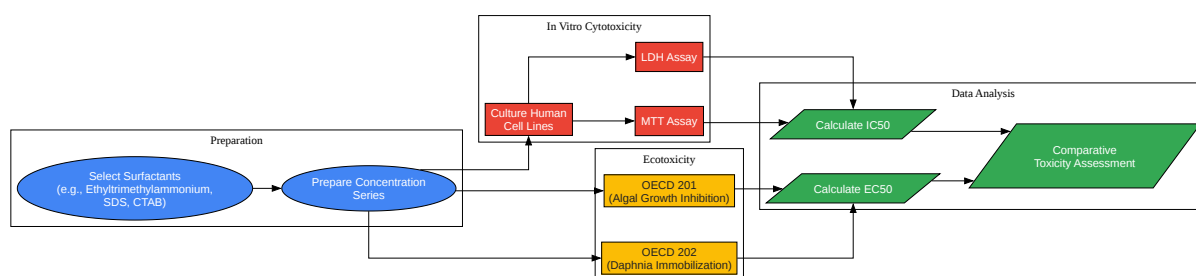 In Vitro Cytotoxicity
LDH Assay
Culture Human
Cell Lines
MTT Assay
Preparation
Select Surfactants
(e.g., Ethyltrimethylammonium,
SDS, CTAB)
Prepare Concentration
Series
Ecotoxicity
OECD 201
(Algal Growth Inhibition)
OECD 202
(Daphnia Immobilization)
Data Analysis
Calculate IC50
Calculate EC50
Comparative
Toxicity Assessment